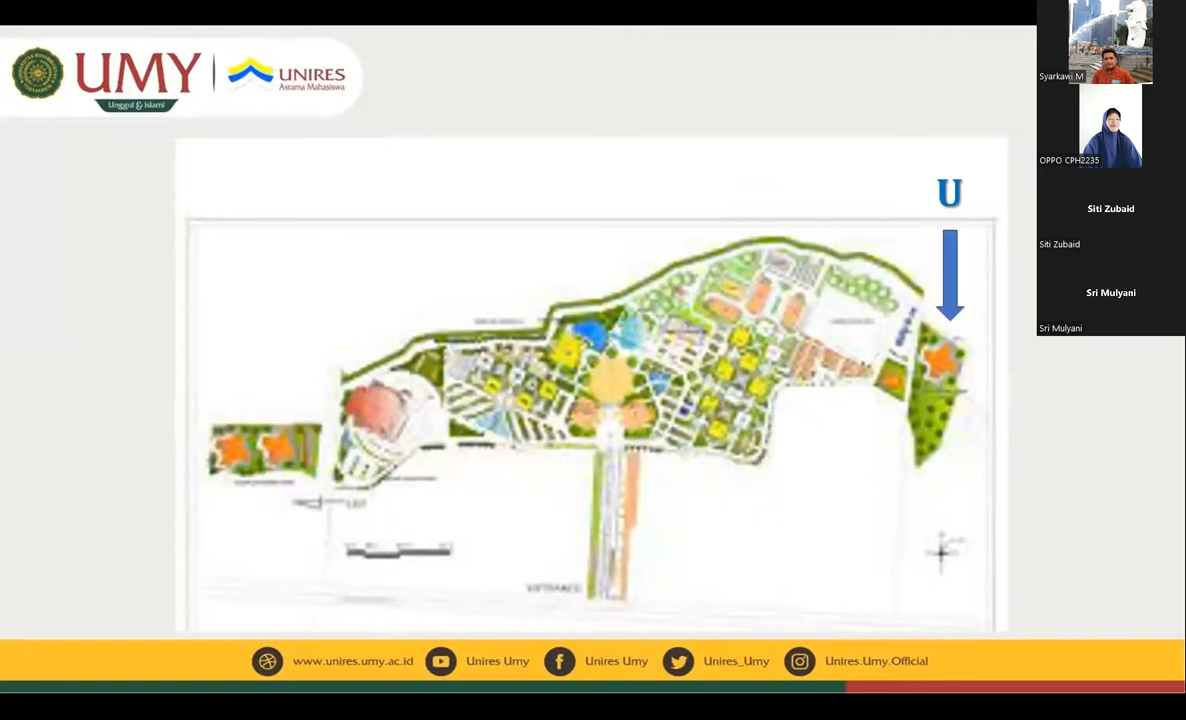 UMY
Unggul & Islami
UNIRES
Asrama Mahasiswa
U
ENTRANCE
www.unires.umy.ac.id
Unires Umy
Unires Umy
Unires_Umy
Unires.Umy.Official
Syarkawi M
OPPO CPH2235
Siti Zubaid
Siti Zubaid
Sri Mulyani
Sri Mulyani